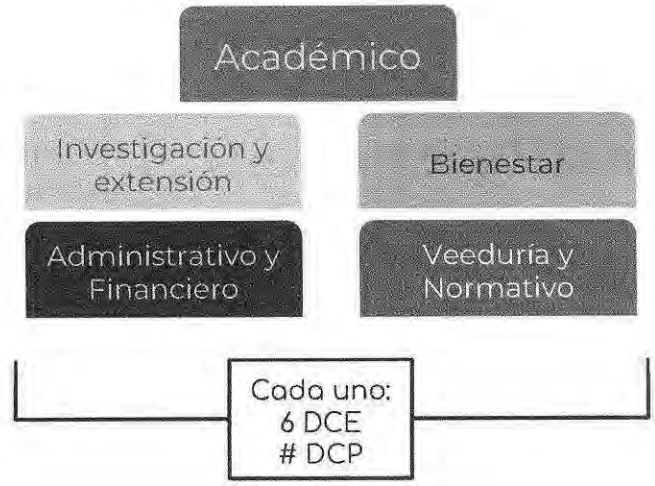 Académico
Investigación y
extensión
Bienestar
Administrativo y
Financiero
Veeduría y
Normativo
Cada uno:
6 DCE
# DCP